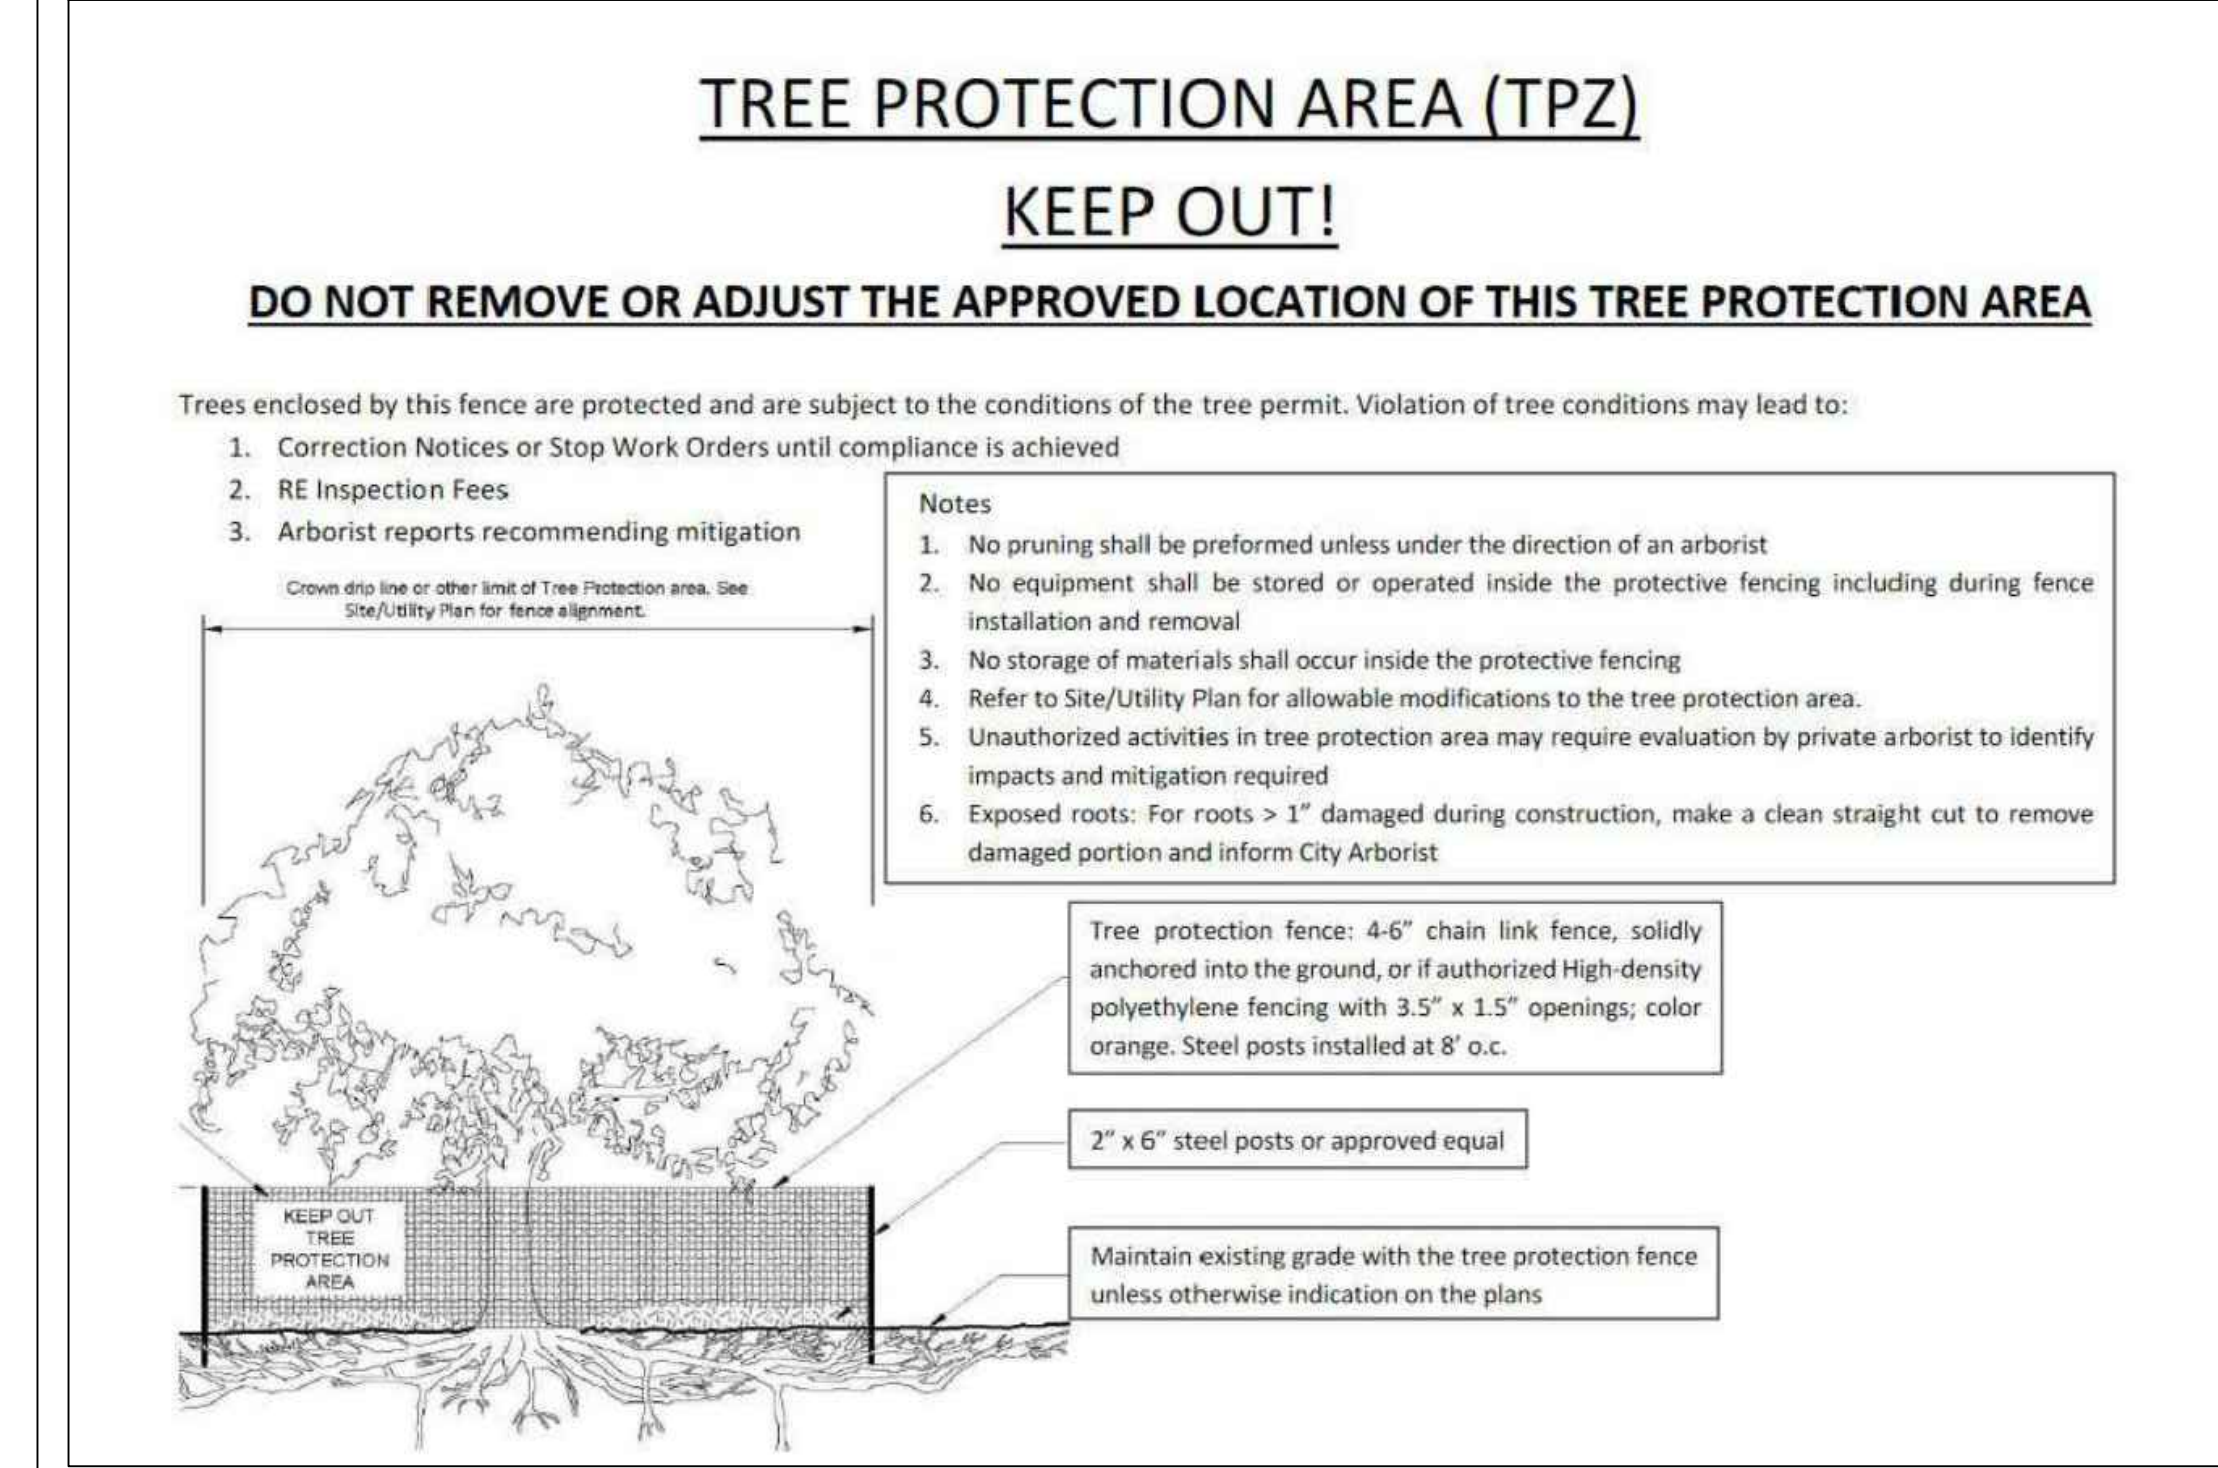 TREE PROTECTION AREA (TPZ)
KEEP OUT!
DO NOT REMOVE OR ADJUST THE APPROVED LOCATION OF THIS TREE PROTECTION AREA
Trees enclosed by this fence are protected and are subject to the conditions of the tree permit. Violation of tree conditions may lead to:
1. Correction Notices or Stop Work Orders until compliance is achieved
2. RE Inspection Fees
3. Arborist reports recommending mitigation
Notes
1. No pruning shall be preformed unless under the direction of an arborist
2. No equipment shall be stored or operated inside the protective fencing including during fence
installation and removal
3. No storage of materials shall occur inside the protective fencing
4. Refer to Site/Utility Plan for allowable modifications to the tree protection area.
5. Unauthorized activities in tree protection area may require evaluation by private arborist to identify
impacts and mitigation required
6. Exposed roots: For roots > 1” damaged during construction, make a clean straight cut to remove
damaged portion and inform City Arborist
Crown drip line or other limit of Tree Protection area. See
Site/Utility Plan for fence alignment.
Tree protection fence: 4-6” chain link fence, solidly
anchored into the ground, or if authorized High-density
polyethylene fencing with 3.5” x 1.5” openings; color
orange. Steel posts installed at 8’ o.c.
2” x 6” steel posts or approved equal
KEEP OUT
TREE
PROTECTION
AREA
Maintain existing grade with the tree protection fence
unless otherwise indication on the plans